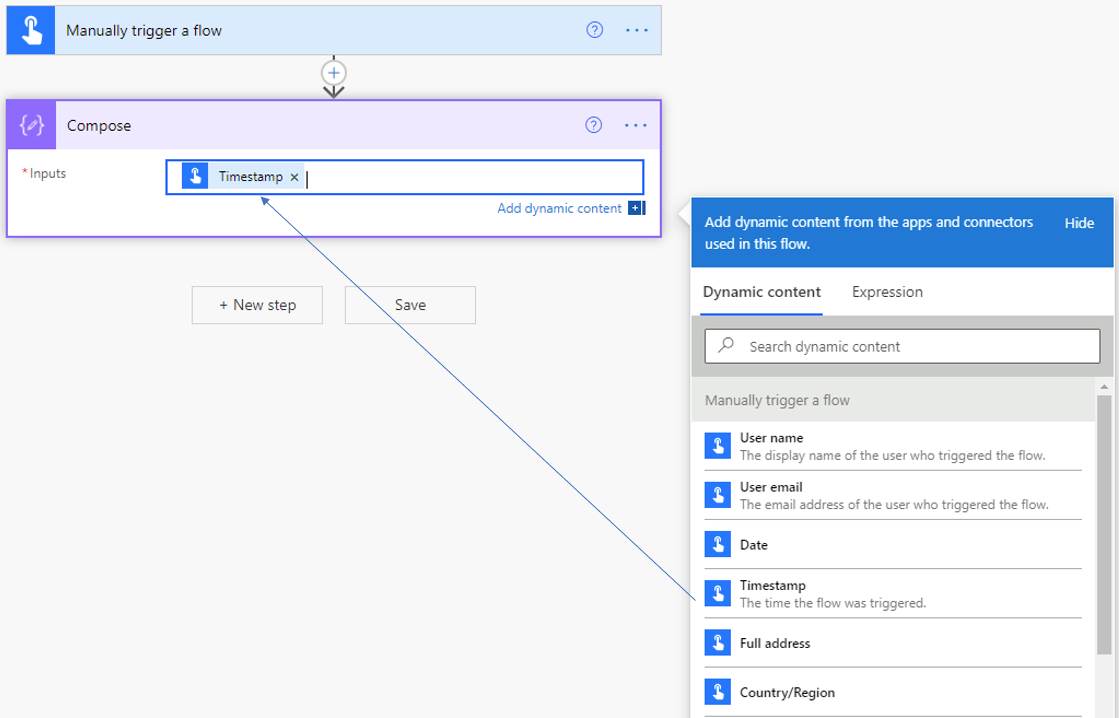 Manually trigger a flow
Compose
* Inputs
Timestamp ×
Add dynamic content
Add dynamic content from the apps and connectors
used in this flow.
Hide
Dynamic content
Expression
Search dynamic content
Manually trigger a flow
User name
The display name of the user who triggered the flow.
User email
The email address of the user who triggered the flow.
Date
Timestamp
The time the flow was triggered.
Full address
Country/Region
+ New step
Save